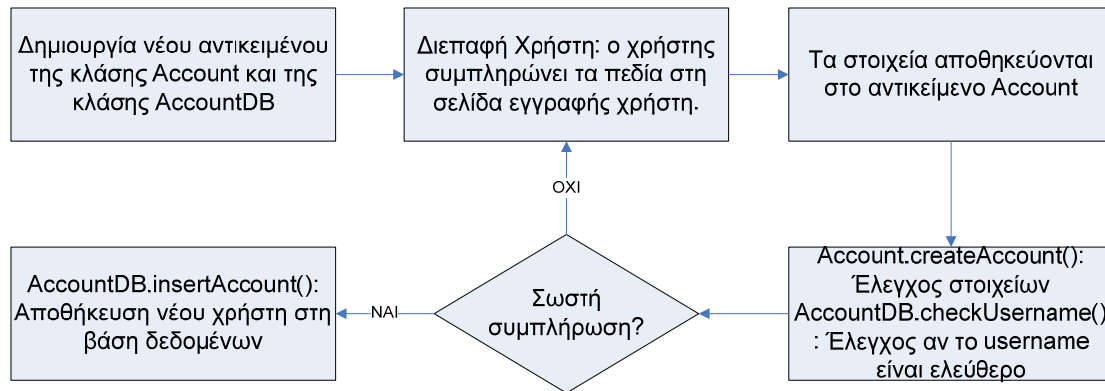 Δημιουργία νέου αντικειμένου
της κλάσης Account και της
κλάσης AccountDB
Διεπαφή Χρήστη: ο χρήστης
συμπληρώνει τα πεδία στη
σελίδα εγγραφής χρήστη.
Τα στοιχεία αποθηκεύονται
στο αντικείμενο Account
ΟΧΙ
Account.createAccount():
Έλεγχος στοιχείων
AccountDB.checkUsername()
: Έλεγχος αν το username
είναι ελεύθερο
Σωστή
συμπλήρωση?
ΝΑΙ
AccountDB.insertAccount():
Αποθήκευση νέου χρήστη στη
βάση δεδομένων